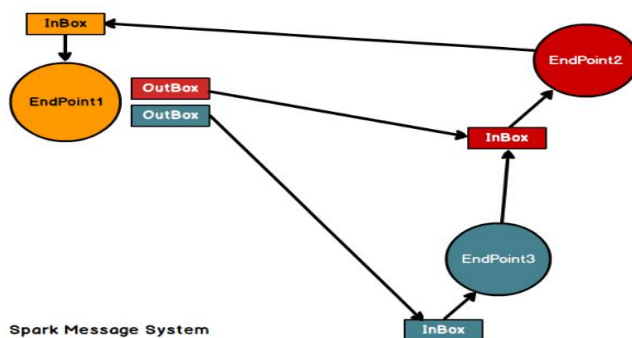 InBox
EndPoint2
EndPoint1
OutBox
OutBox
InBox
EndPoint3
Spark Message System
InBox